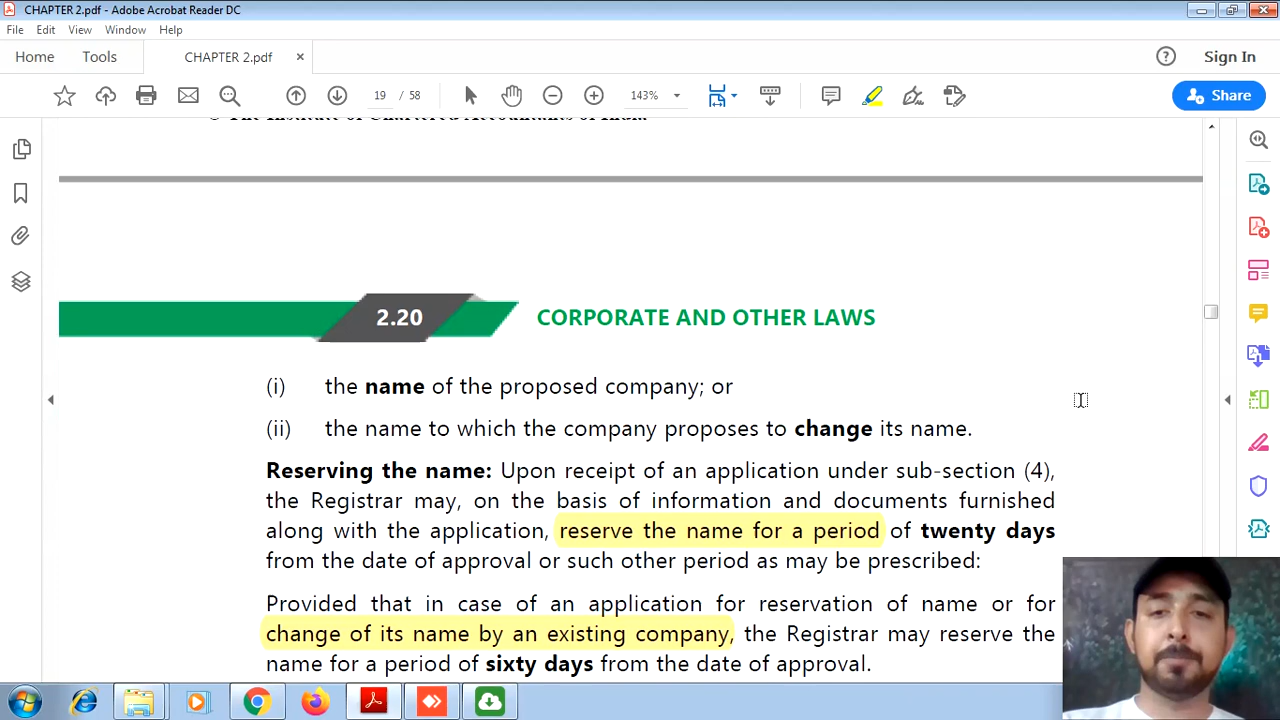 CHAPTER 2.pdf - Adobe Acrobat Reader DC
File Edit View Window Help
Home Tools CHAPTER 2.pdf × Sign In
19 / 58 143% Share
© The Institute of Chartered Accountants of India
2.20 CORPORATE AND OTHER LAWS
(i) the name of the proposed company; or
(ii) the name to which the company proposes to change its name.
Reserving the name: Upon receipt of an application under sub-section (4),
the Registrar may, on the basis of information and documents furnished
along with the application, reserve the name for a period of twenty days
from the date of approval or such other period as may be prescribed:
Provided that in case of an application for reservation of name or for
change of its name by an existing company, the Registrar may reserve the
name for a period of sixty days from the date of approval.